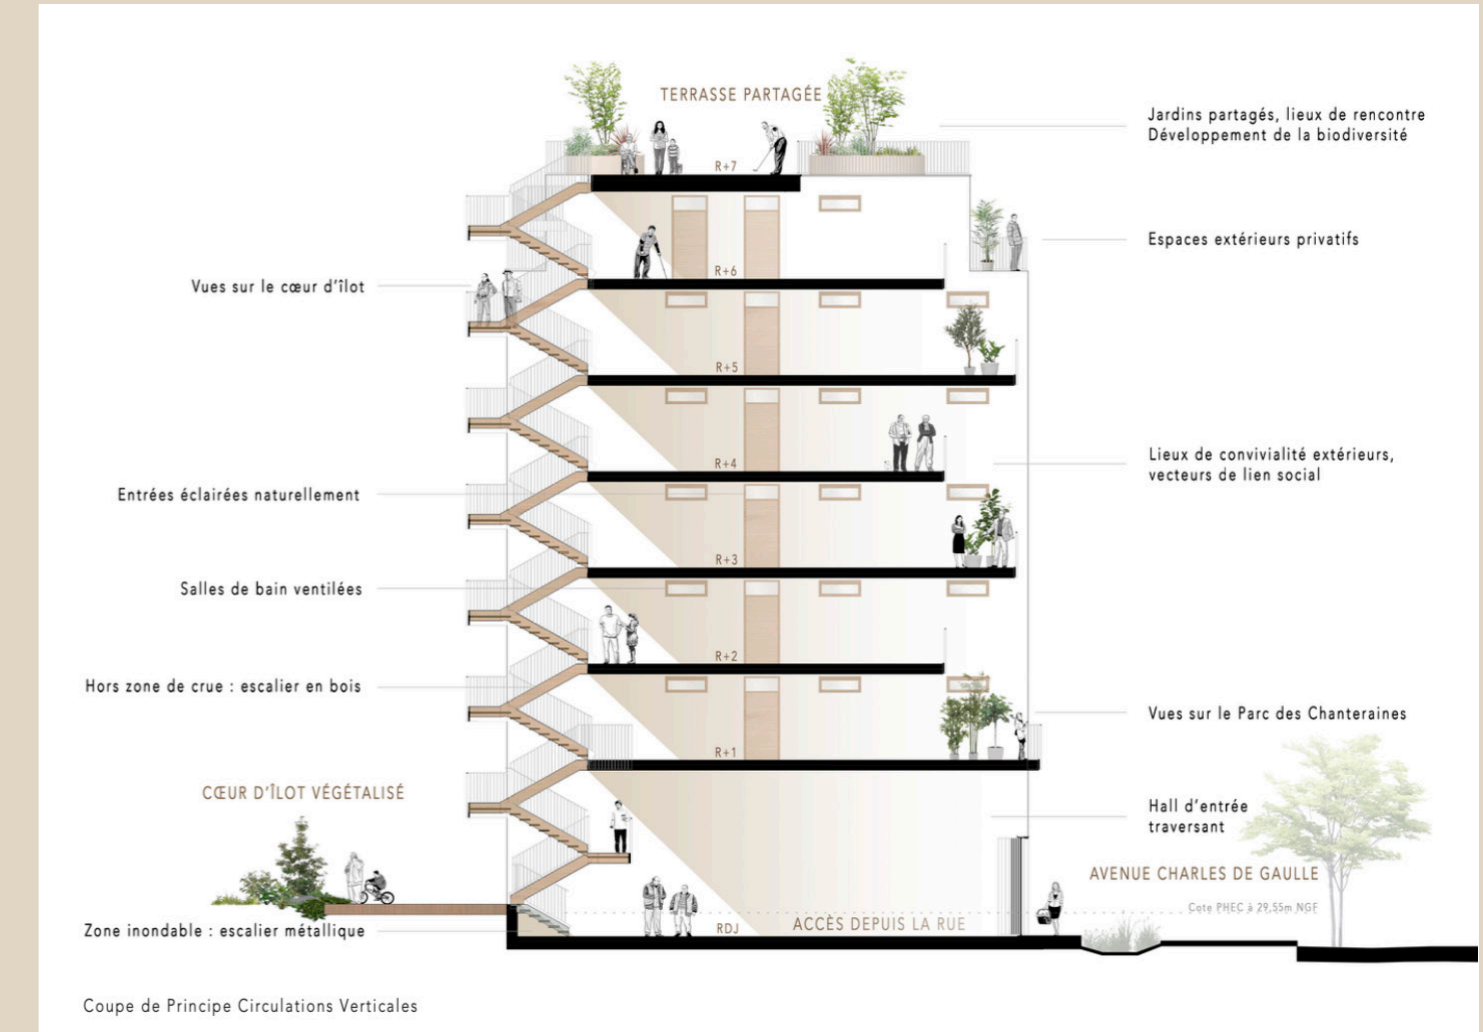 TERRASSE PARTAGÉE
Jardins partagés, lieux de rencontre
Développement de la biodiversité
R+7
Espaces extérieurs privatifs
R+6
Vues sur le cœur d'îlot
R+5
Lieux de convivialité extérieurs,
vecteurs de lien social
R+4
Entrées éclairées naturellement
R+3
Salles de bain ventilées
R+2
Hors zone de crue : escalier en bois
Vues sur le Parc des Chanteraines
R+1
CŒUR D'ÎLOT VÉGÉTALISÉ
Hall d'entrée
traversant
AVENUE CHARLES DE GAULLE
Cote PHEC à 29,55m NGF
Zone inondable : escalier métallique
RDJ
ACCÈS DEPUIS LA RUE
Coupe de Principe Circulations Verticales